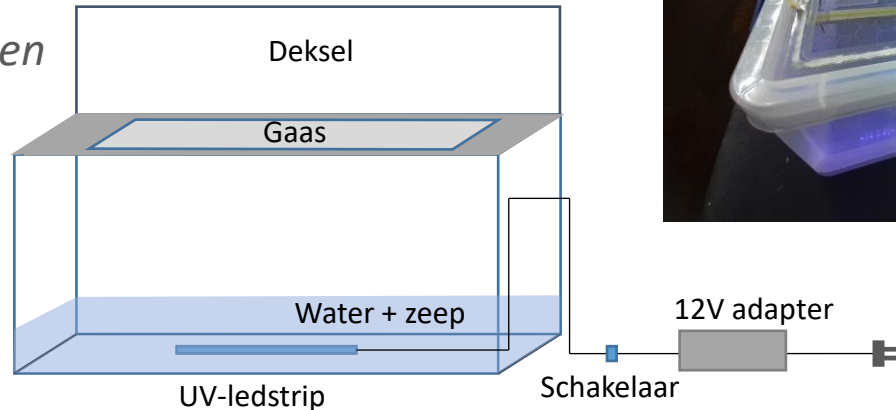 en
Deksel
Gaas
Water + zeep
12V adapter
Schakelaar
UV-ledstrip